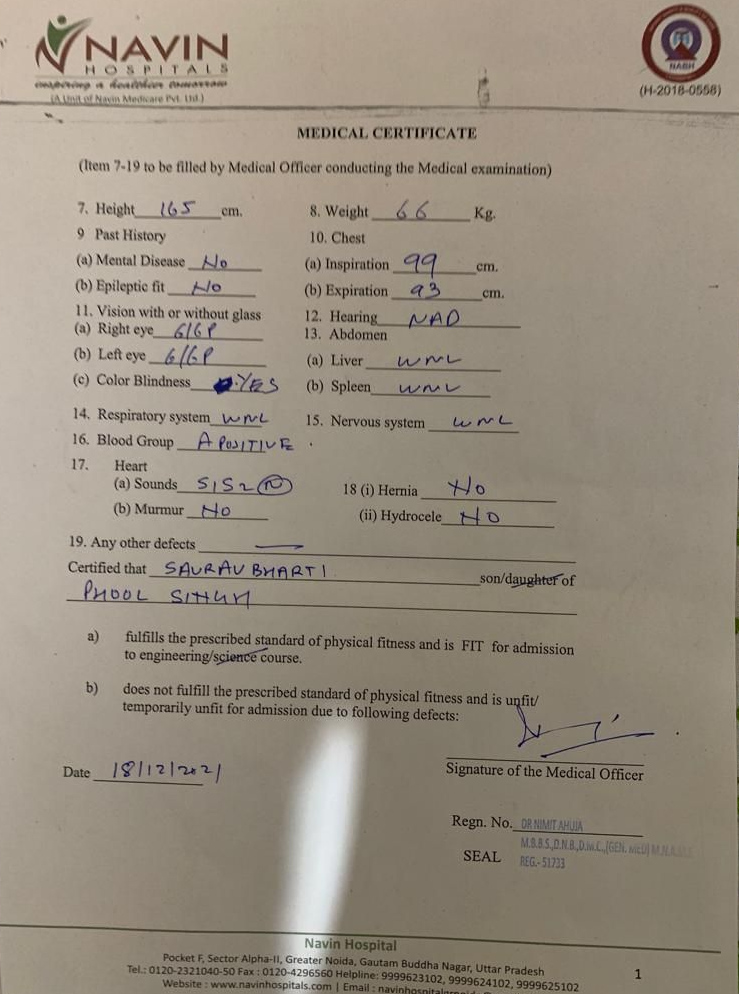 NAVIN
HOSPITALS
inspiring a healthier tomorrow
(A Unit of Navin Medicare Pvt. Ltd.)
NABH
(H-2018-0558)
MEDICAL CERTIFICATE
(Item 7-19 to be filled by Medical Officer conducting the Medical examination)
7. Height 165 cm. 8. Weight 66 Kg.
9 Past History 10. Chest
(a) Mental Disease No (a) Inspiration 99 cm.
(b) Epileptic fit No (b) Expiration 93 cm.
11. Vision with or without glass 12. Hearing NAD
(a) Right eye 6/6 P 13. Abdomen
(b) Left eye 6/6P (a) Liver WNL
(c) Color Blindness YES (b) Spleen WNL
14. Respiratory system WNL 15. Nervous system WNL
16. Blood Group A POSITIVE
17. Heart
(a) Sounds S1S2 N 18 (i) Hernia No
(b) Murmur No (ii) Hydrocele NO
19. Any other defects —
Certified that SAURAV BHARTI son/daughter of
PHOOL SINGH
a) fulfills the prescribed standard of physical fitness and is FIT for admission
to engineering/science course.
b) does not fulfill the prescribed standard of physical fitness and is unfit/
temporarily unfit for admission due to following defects:
Date 18/12/2021 Signature of the Medical Officer
Regn. No. DR NIMIT AHUJA
M.B.B.S.,D.N.B.,D.I.M.C.,(GEN. MED)
SEAL REG.- 51733
Navin Hospital
Pocket F, Sector Alpha-II, Greater Noida, Gautam Buddha Nagar, Uttar Pradesh
1
Tel.: 0120-2321040-50 Fax : 0120-4296560 Helpline: 9999623102, 9999624102, 9999625102
Website : www.navinhospitals.com | Email :